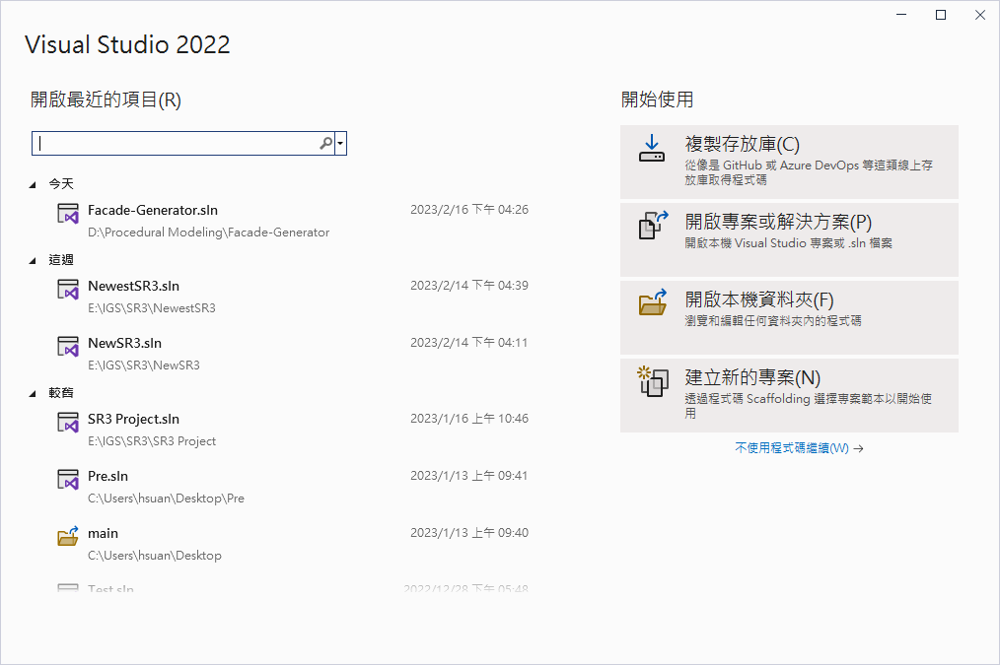 Visual Studio 2022
開啟最近的項目(R)
今天
Facade-Generator.sln
2023/2/16 下午 04:26
D:\Procedural Modeling\Facade-Generator
這週
NewestSR3.sln
2023/2/14 下午 04:39
E:\IGS\SR3\NewestSR3
NewSR3.sln
2023/2/14 下午 04:11
E:\IGS\SR3\NewSR3
較舊
SR3 Project.sln
2023/1/16 上午 10:46
E:\IGS\SR3\SR3 Project
Pre.sln
2023/1/13 上午 09:41
C:\Users\hsuan\Desktop\Pre
main
2023/1/13 上午 09:40
C:\Users\hsuan\Desktop
Test.sln
2022/12/28 下午 05:48
開始使用
複製存放庫(C)
從像是 GitHub 或 Azure DevOps 等這類線上存
放庫取得程式碼
開啟專案或解決方案(P)
開啟本機 Visual Studio 專案或 .sln 檔案
開啟本機資料夾(F)
瀏覽和編輯任何資料夾內的程式碼
建立新的專案(N)
透過程式碼 Scaffolding 選擇專案範本以開始使
用
不使用程式碼繼續(W) →